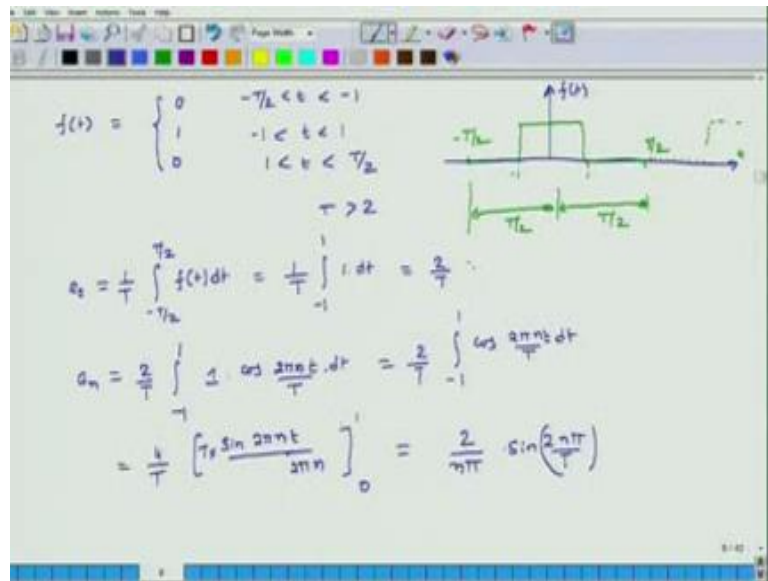 Page Width
f(t) = { 0 -T/2 < t < -1
1 -1 < t < 1
0 1 < t < T/2
T > 2
f(t)
-T/2 -1 1 T/2 t
T/2 T/2
a₀ = 1/T ∫_{-T/2}^{T/2} f(t) dt = 1/T ∫_{-1}^{1} 1. dt = 2/T
aₙ = 2/T ∫_{-1}^{1} 1. cos 2πnt/T . dt = 2/T ∫_{-1}^{1} cos 2πnt/T dt
= 4/T [T* sin 2πnt / 2πn]_0^1 = 2/nπ . sin(2nπ/T)